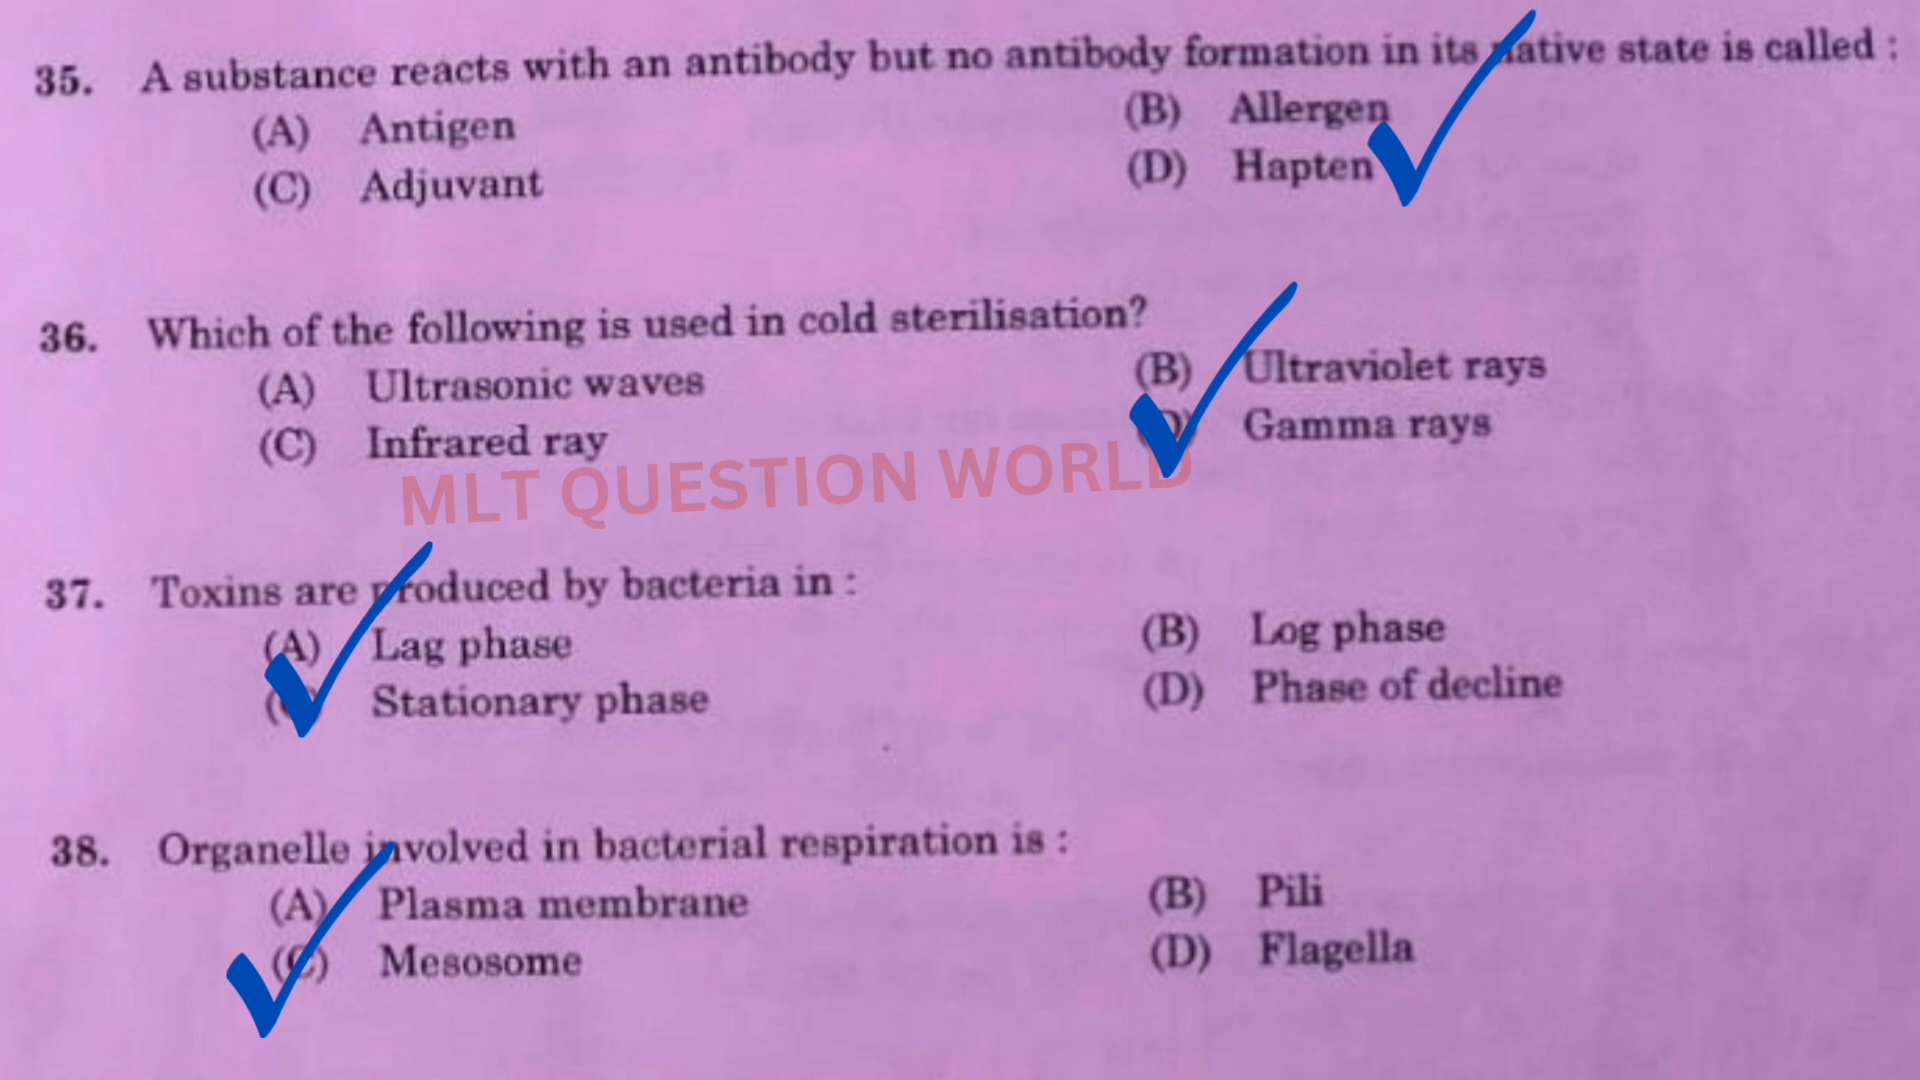 35. A substance reacts with an antibody but no antibody formation in its native state is called :
(A) Antigen (B) Allergen
(C) Adjuvant (D) Hapten
36. Which of the following is used in cold sterilisation?
(A) Ultrasonic waves (B) Ultraviolet rays
(C) Infrared ray (D) Gamma rays
MLT QUESTION WORLD
37. Toxins are produced by bacteria in :
(A) Lag phase (B) Log phase
(C) Stationary phase (D) Phase of decline
38. Organelle involved in bacterial respiration is :
(A) Plasma membrane (B) Pili
(C) Mesosome (D) Flagella